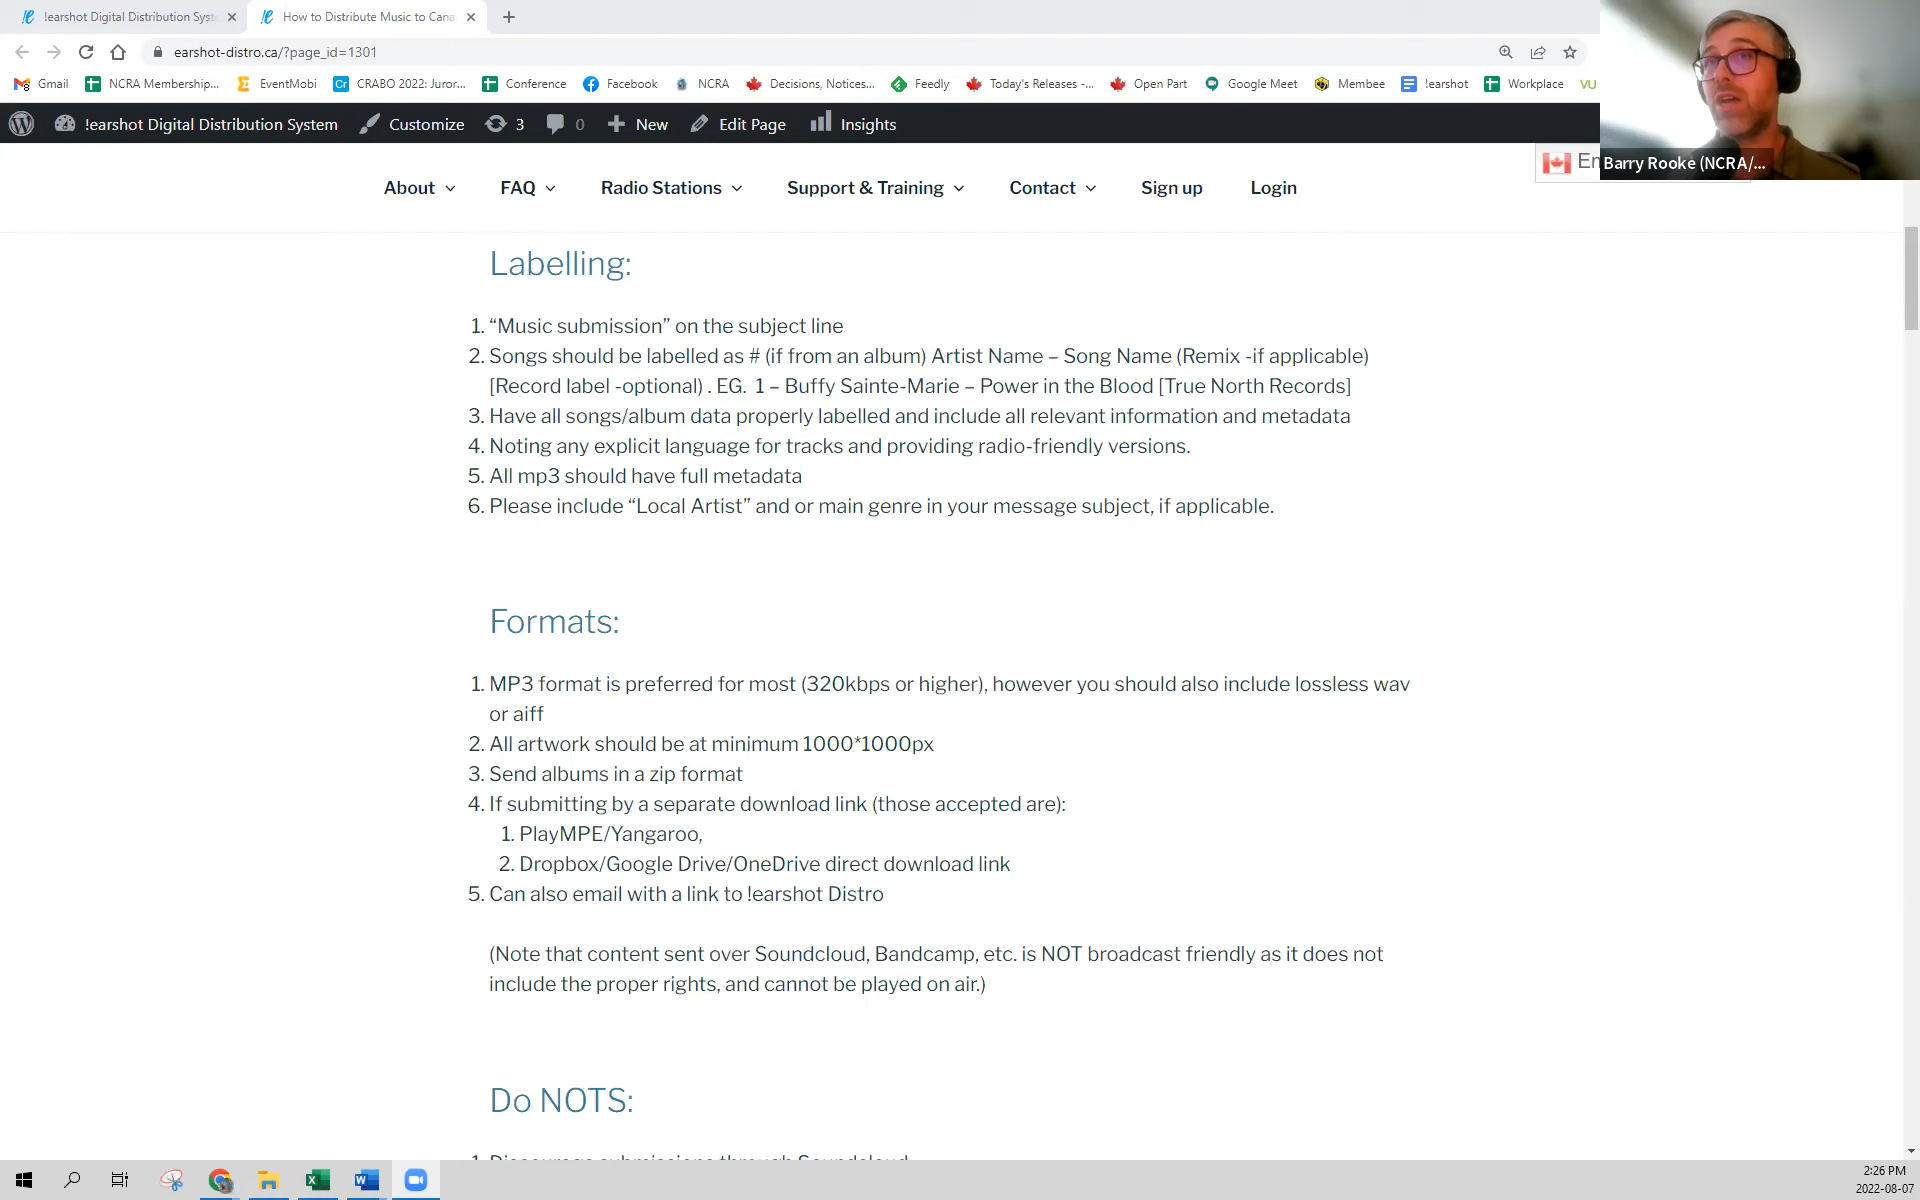 !earshot Digital Distribution Syst
How to Distribute Music to Cana
earshot-distro.ca/?page_id=1301
Gmail
NCRA Membership...
EventMobi
CRABO 2022: Juror...
Conference
Facebook
NCRA
Decisions, Notices...
Feedly
Today's Releases -...
Open Part
Google Meet
Membee
!earshot
Workplace
VU
!earshot Digital Distribution System
Customize
3
0
New
Edit Page
Insights
En
Barry Rooke (NCRA/...
About
FAQ
Radio Stations
Support & Training
Contact
Sign up
Login
Labelling:
1. “Music submission” on the subject line
2. Songs should be labelled as # (if from an album) Artist Name – Song Name (Remix -if applicable)
[Record label -optional) . EG. 1 – Buffy Sainte-Marie – Power in the Blood [True North Records]
3. Have all songs/album data properly labelled and include all relevant information and metadata
4. Noting any explicit language for tracks and providing radio-friendly versions.
5. All mp3 should have full metadata
6. Please include “Local Artist” and or main genre in your message subject, if applicable.
Formats:
1. MP3 format is preferred for most (320kbps or higher), however you should also include lossless wav
or aiff
2. All artwork should be at minimum 1000*1000px
3. Send albums in a zip format
4. If submitting by a separate download link (those accepted are):
1. PlayMPE/Yangaroo,
2. Dropbox/Google Drive/OneDrive direct download link
5. Can also email with a link to !earshot Distro
(Note that content sent over Soundcloud, Bandcamp, etc. is NOT broadcast friendly as it does not
include the proper rights, and cannot be played on air.)
Do NOTS:
1. Discourage submissions through Soundcloud
2:26 PM
2022-08-07